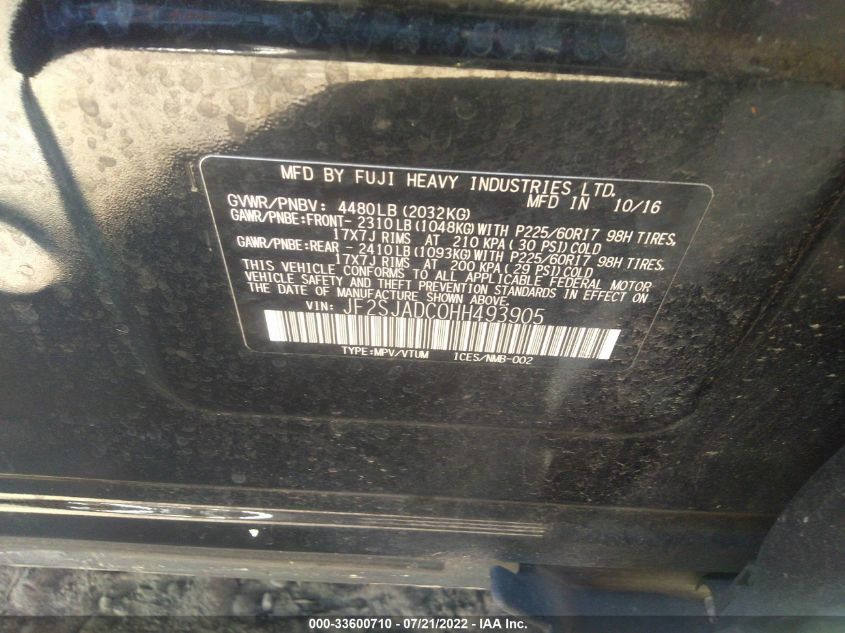 MFD BY FUJI HEAVY INDUSTRIES LTD.
MFD IN 10/16
GVWR/PNBV: 4480LB(2032KG)
GAWR/PNBE:FRONT- 2310LB(1048KG)WITH P225/60R17 98H TIRES,
17X7J RIMS AT 210 KPA(30 PSI)COLD
GAWR/PNBE:REAR - 2410LB(1093KG)WITH P225/60R17 98H TIRES,
17X7J RIMS AT 200 KPA(29 PSI)COLD
THIS VEHICLE CONFORMS TO ALL APPLICABLE FEDERAL MOTOR
VEHICLE SAFETY AND THEFT PREVENTION STANDARDS IN EFFECT ON
THE DATE OF MANUFACTURE SHOWN ABOVE.
VIN: JF2SJADC0HH493905
TYPE:MPV/VTUM ICES/NMB-002
000-33600710 - 07/21/2022 - IAA Inc.